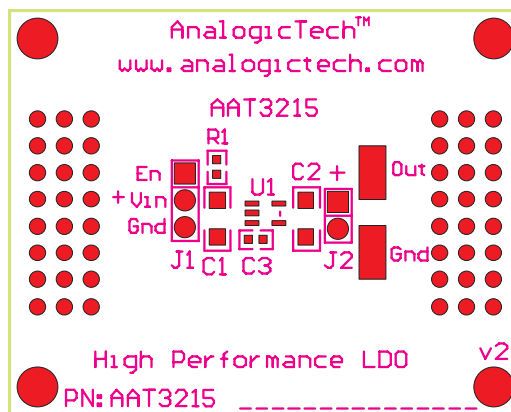 AnalogicTech™
www.analogictech.com
AAT3215
R1
En
+ Vin
Gnd
J1
C1
U1
C3
C2
+
J2
Out
Gnd
High Performance LDO
v2
PN:AAT3215 _______________